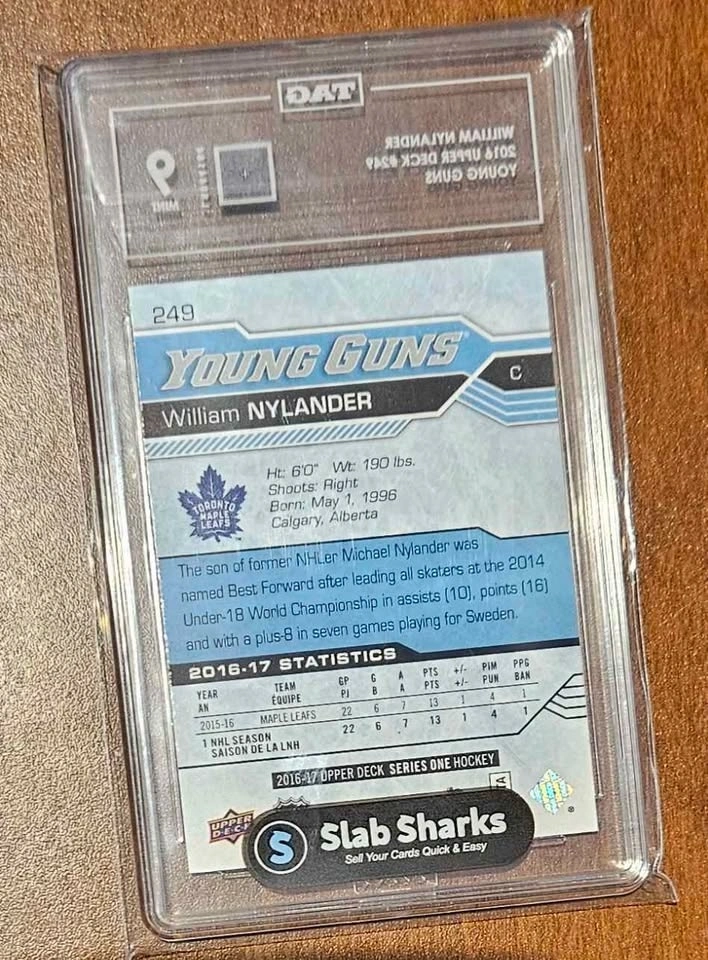 TAG
WILLIAM NYLANDER
2016 UPPER DECK #249
YOUNG GUNS
9
MINT
249
YOUNG GUNS
C
William NYLANDER
TORONTO
MAPLE
LEAFS
Ht: 6'0" Wt: 190 lbs.
Shoots: Right
Born: May 1, 1996
Calgary, Alberta
The son of former NHLer Michael Nylander was
named Best Forward after leading all skaters at the 2014
Under-18 World Championship in assists (10), points (16)
and with a plus-8 in seven games playing for Sweden.
2016-17 STATISTICS
YEAR TEAM GP G A PTS +/- PIM PPG
AN ÉQUIPE PJ B A PTS +/- PUN BAN
2015-16 MAPLE LEAFS 22 6 7 13 1 4 1
1 NHL SEASON 22 6 7 13 1 4 1
SAISON DE LA LNH
2016-17 UPPER DECK SERIES ONE HOCKEY
UPPER
DECK
S Slab Sharks
Sell Your Cards Quick & Easy